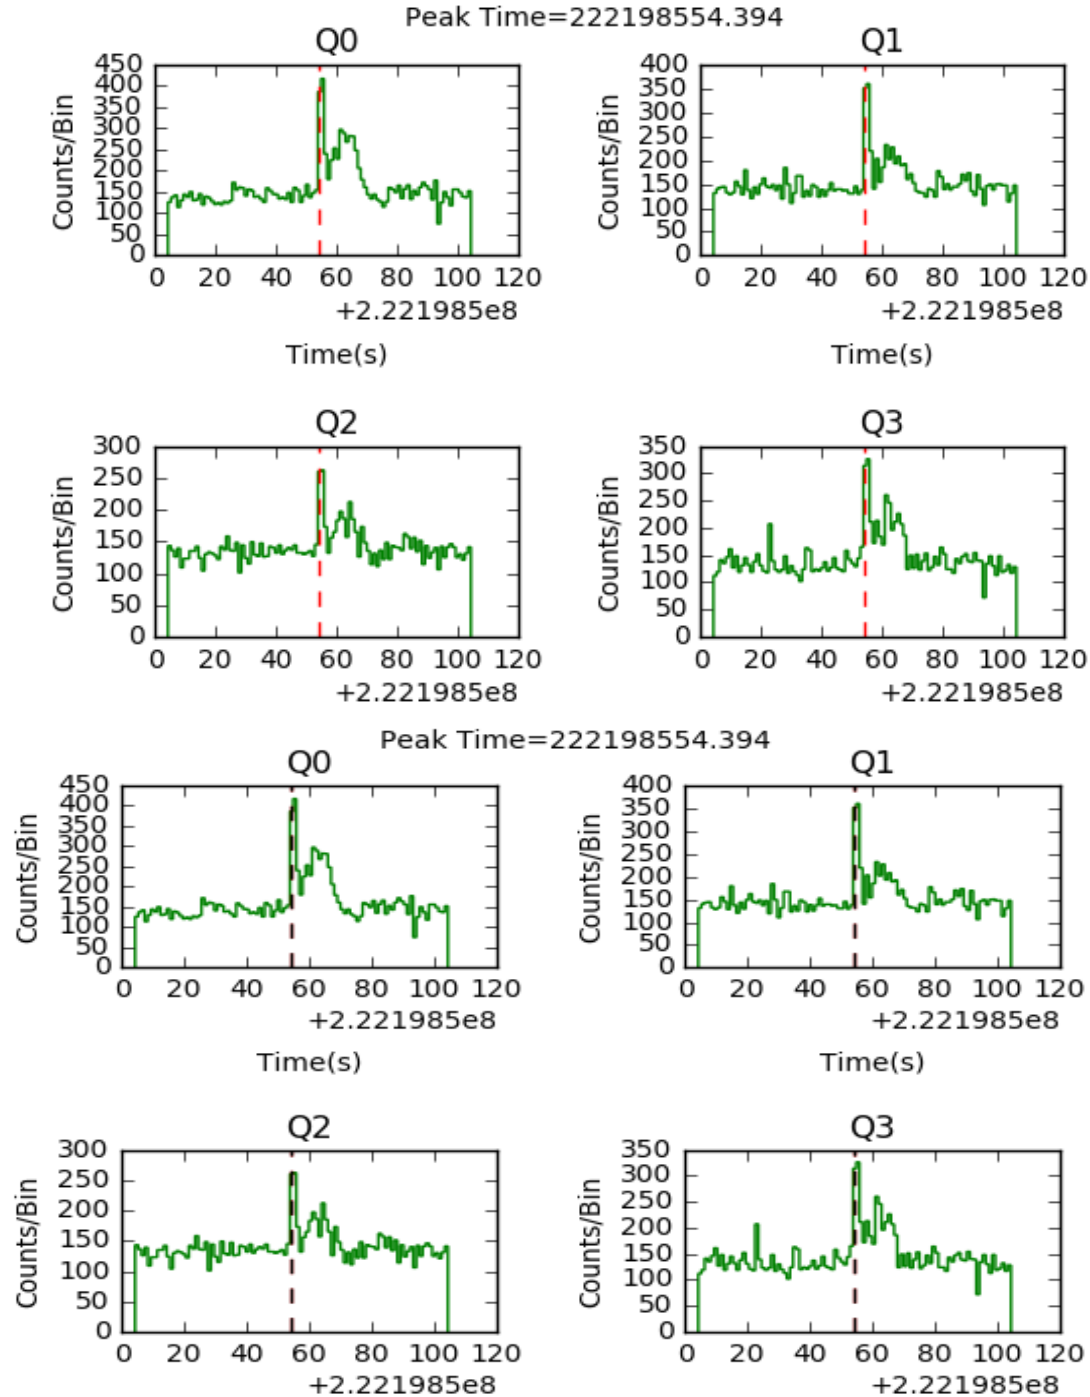 Peak Time=222198554.394
Q0 Q1
Counts/Bin Counts/Bin
450 400
400 350
350 300
300 250
250 200
200 150
150 100
100 50
50 0
0
0 20 40 60 80 100 120 0 20 40 60 80 100 120
+2.221985e8 +2.221985e8
Time(s) Time(s)
Q2 Q3
Counts/Bin Counts/Bin
300 350
250 300
200 250
150 200
100 150
50 100
0 50
0
0 20 40 60 80 100 120 0 20 40 60 80 100 120
+2.221985e8 +2.221985e8
Peak Time=222198554.394
Q0 Q1
Counts/Bin Counts/Bin
450 400
400 350
350 300
300 250
250 200
200 150
150 100
100 50
50 0
0
0 20 40 60 80 100 120 0 20 40 60 80 100 120
+2.221985e8 +2.221985e8
Time(s) Time(s)
Q2 Q3
Counts/Bin Counts/Bin
300 350
250 300
200 250
150 200
100 150
50 100
0 50
0
0 20 40 60 80 100 120 0 20 40 60 80 100 120
+2.221985e8 +2.221985e8